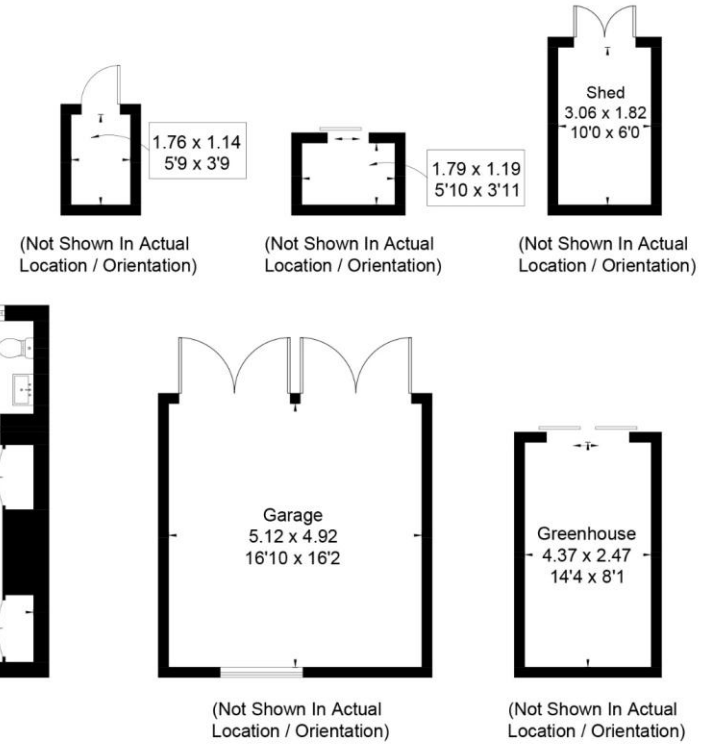 1.76 x 1.14
5'9 x 3'9
(Not Shown In Actual
Location / Orientation)
1.79 x 1.19
5'10 x 3'11
(Not Shown In Actual
Location / Orientation)
Shed
3.06 x 1.82
10'0 x 6'0
(Not Shown In Actual
Location / Orientation)
Garage
5.12 x 4.92
16'10 x 16'2
(Not Shown In Actual
Location / Orientation)
Greenhouse
4.37 x 2.47
14'4 x 8'1
(Not Shown In Actual
Location / Orientation)